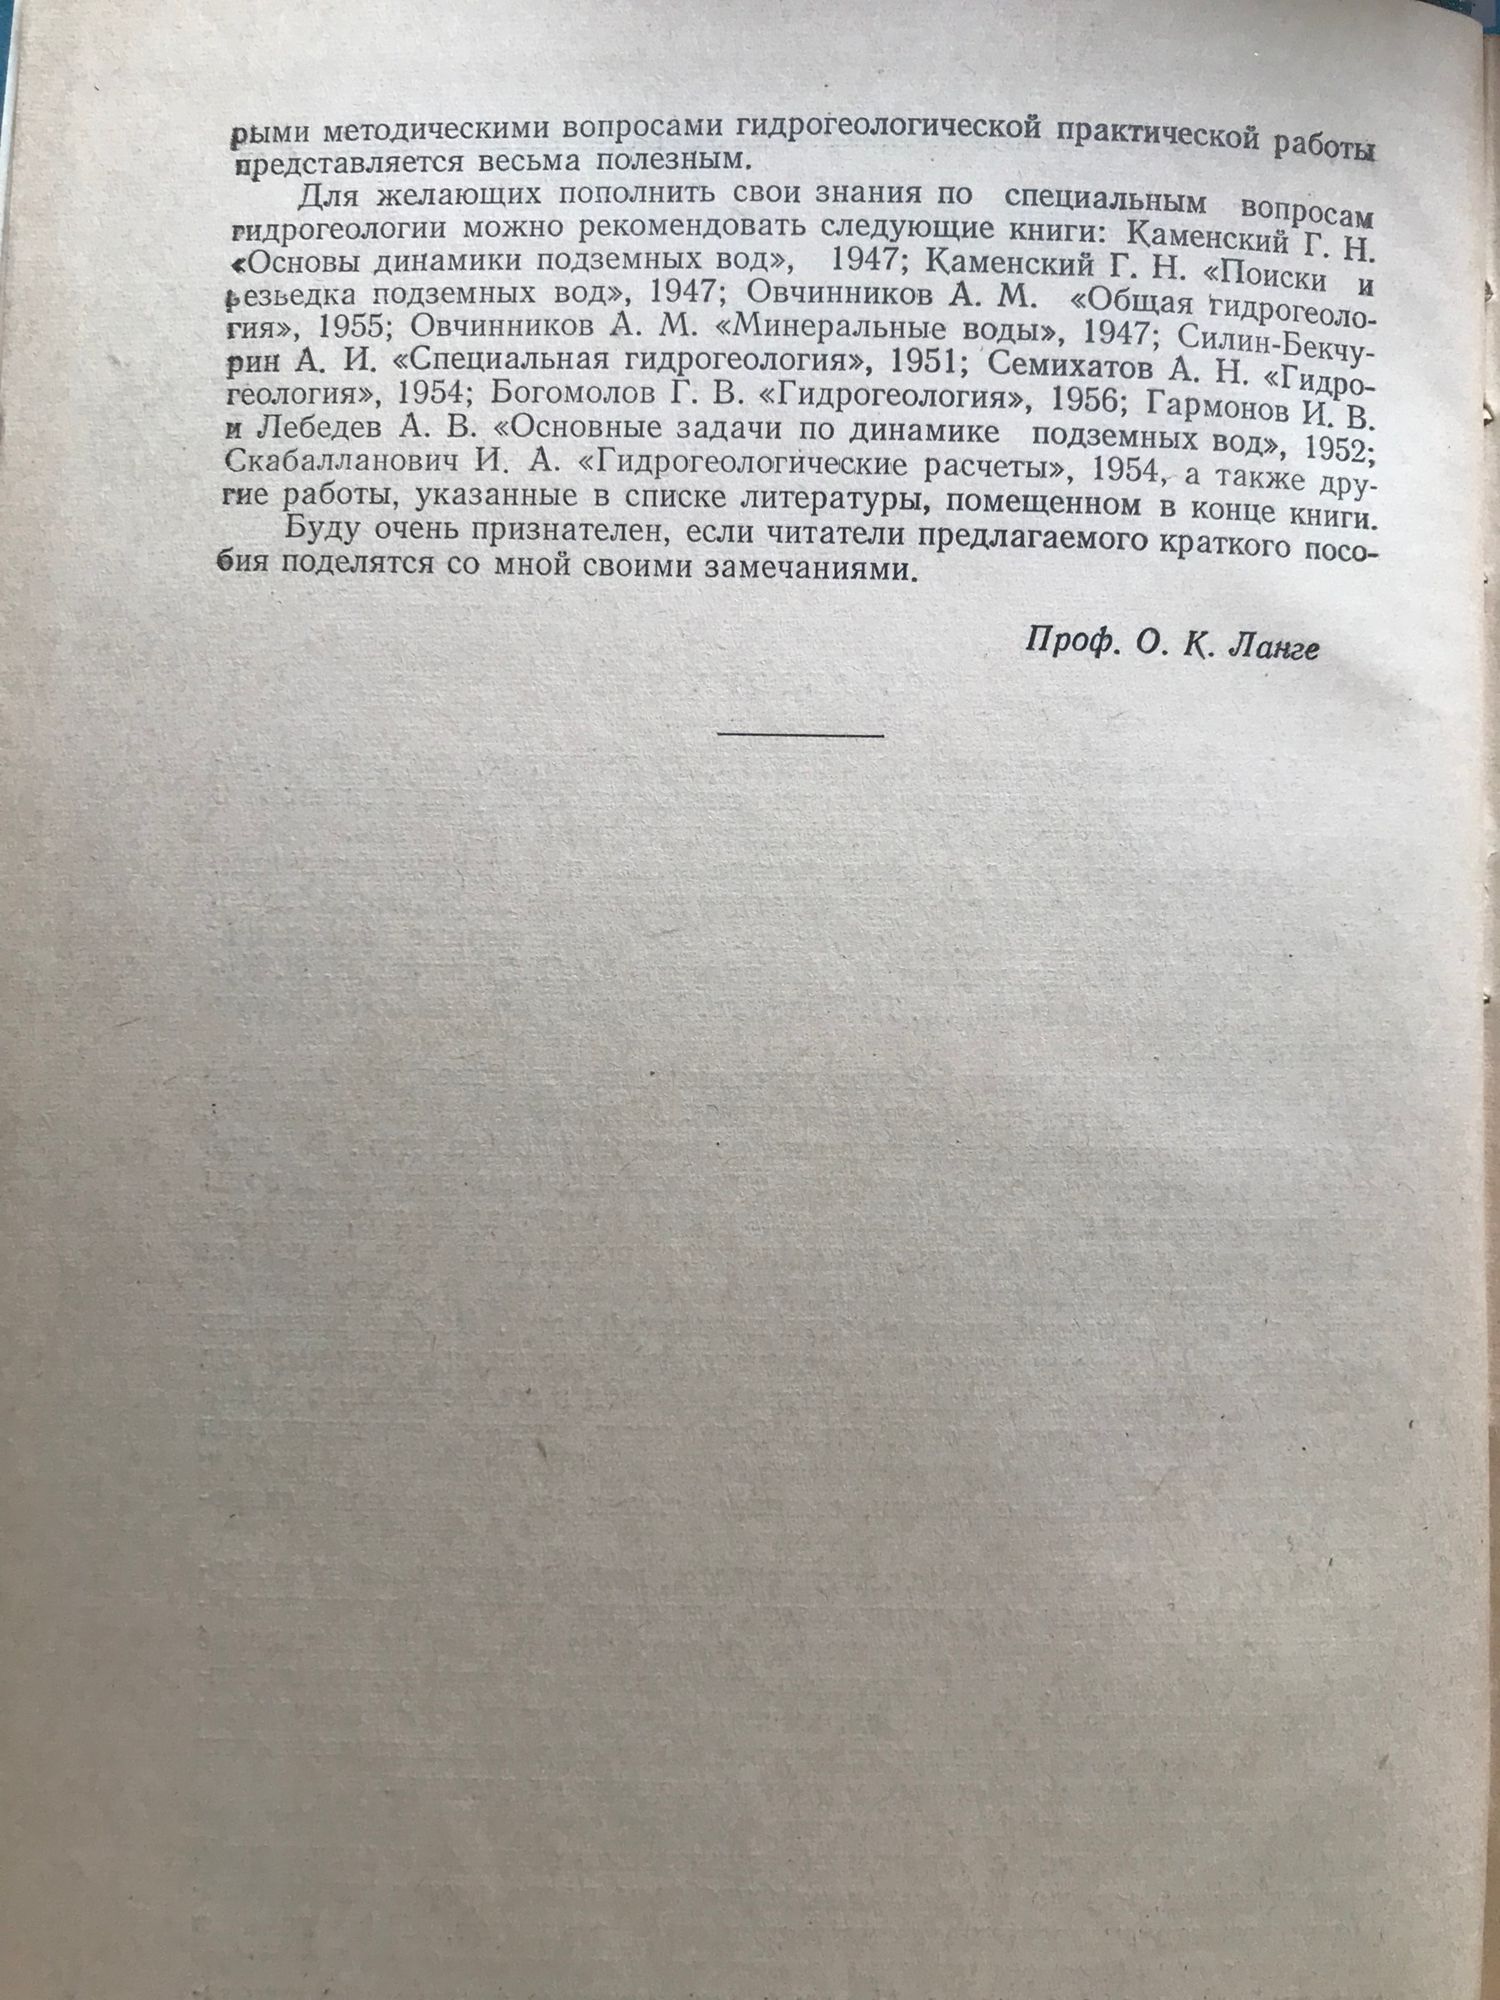 рыми методическими вопросами гидрогеологической практической работы
представляется весьма полезным.
Для желающих пополнить свои знания по специальным вопросам
гидрогеологии можно рекомендовать следующие книги: Каменский Г. Н.
«Основы динамики подземных вод», 1947; Каменский Г. Н. «Поиски и
резьедка подземных вод», 1947; Овчинников А. М. «Общая гидрогеоло-
гия», 1955; Овчинников А. М. «Минеральные воды», 1947; Силин-Бекчу-
рин А. И. «Специальная гидрогеология», 1951; Семихатов А. Н. «Гидро-
геология», 1954; Богомолов Г. В. «Гидрогеология», 1956; Гармонов И. В.
и Лебедев А. В. «Основные задачи по динамике подземных вод», 1952;
Скабалланович И. А. «Гидрогеологические расчеты», 1954, а также дру-
гие работы, указанные в списке литературы, помещенном в конце книги.
Буду очень признателен, если читатели предлагаемого краткого посо-
бия поделятся со мной своими замечаниями.
Проф. О. К. Ланге